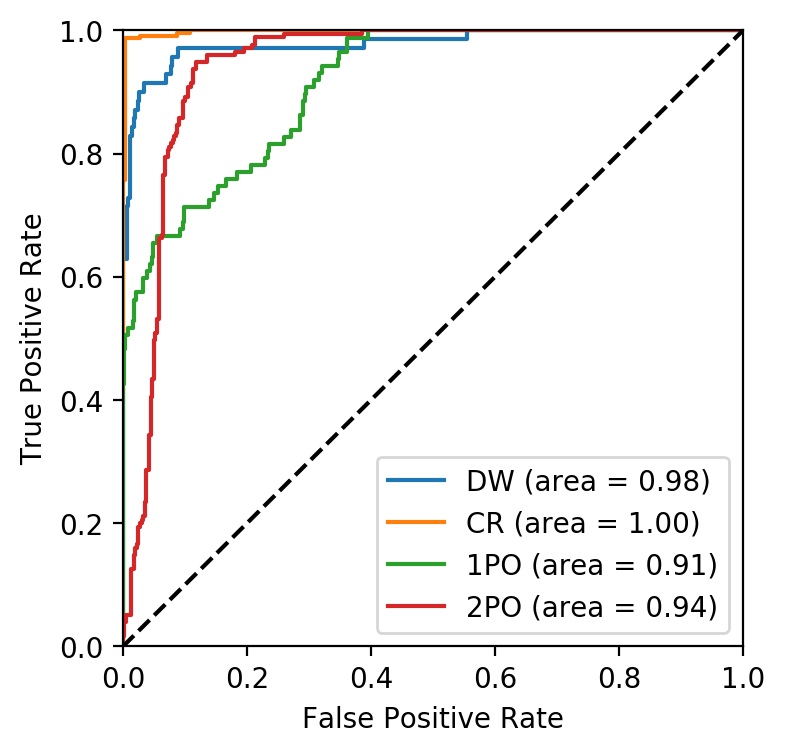 1.0
0.8
0.6
0.4
0.2
0.0
True Positive Rate
DW (area = 0.98)
CR (area = 1.00)
1PO (area = 0.91)
2PO (area = 0.94)
0.0 0.2 0.4 0.6 0.8 1.0
False Positive Rate